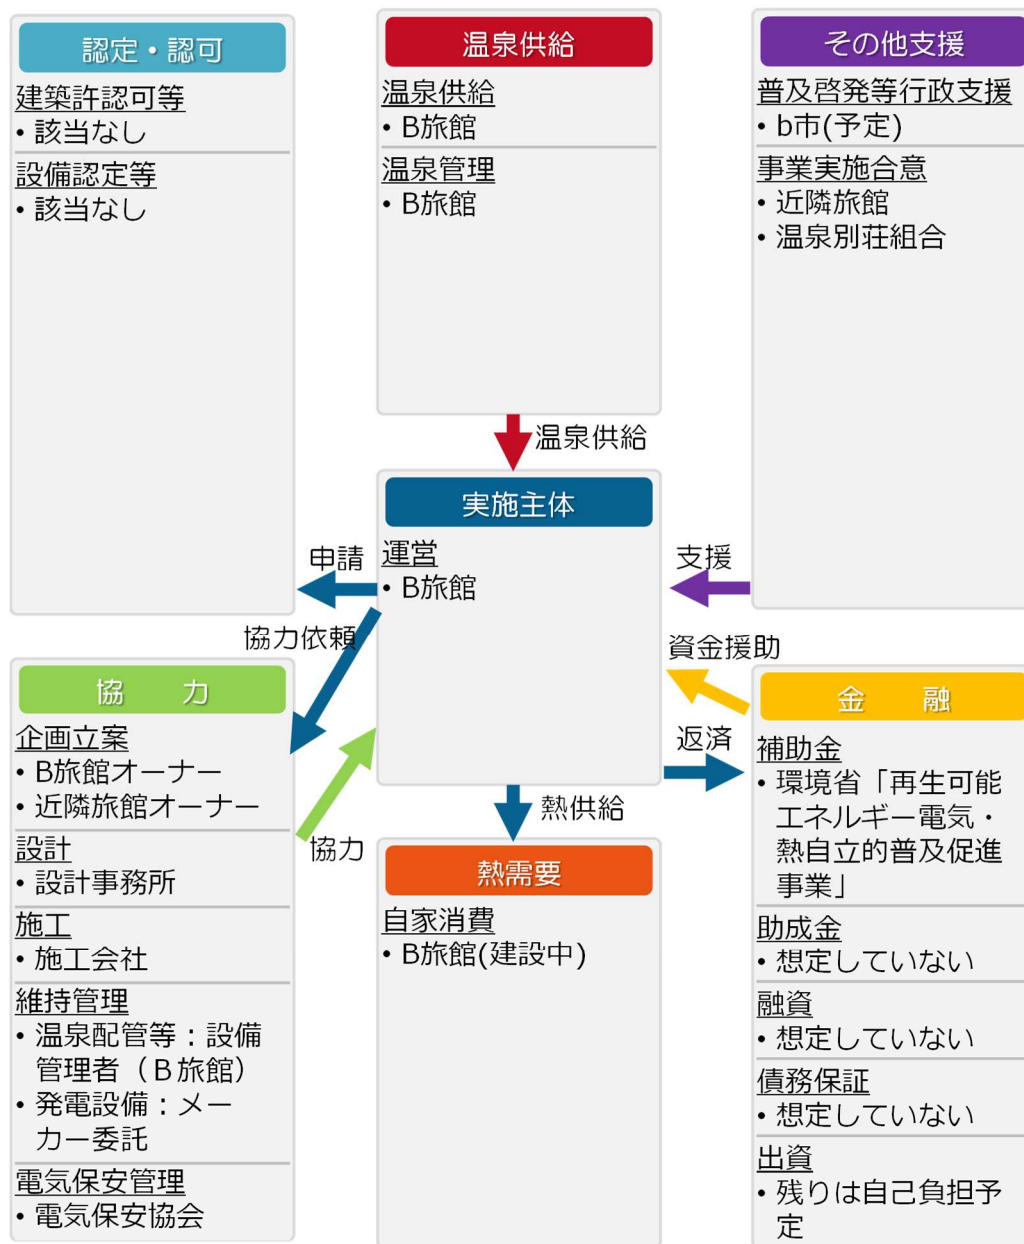 認定・認可
建築許認可等
• 該当なし
設備認定等
• 該当なし
温泉供給
温泉供給
• B旅館
温泉管理
• B旅館
その他支援
普及啓発等行政支援
• b市(予定)
事業実施合意
• 近隣旅館
• 温泉別荘組合
温泉供給
実施主体
運営
• B旅館
申請
協力依頼
協力
支援
資金援助
返済
熱供給
協　　力
企画立案
• B旅館オーナー
• 近隣旅館オーナー
設計
• 設計事務所
施工
• 施工会社
維持管理
• 温泉配管等：設備
管理者（Ｂ旅館）
• 発電設備：メー
カー委託
電気保安管理
• 電気保安協会
熱需要
自家消費
• B旅館(建設中)
金　　融
補助金
• 環境省「再生可能
エネルギー電気・
熱自立的普及促進
事業」
助成金
• 想定していない
融資
• 想定していない
債務保証
• 想定していない
出資
• 残りは自己負担予
定